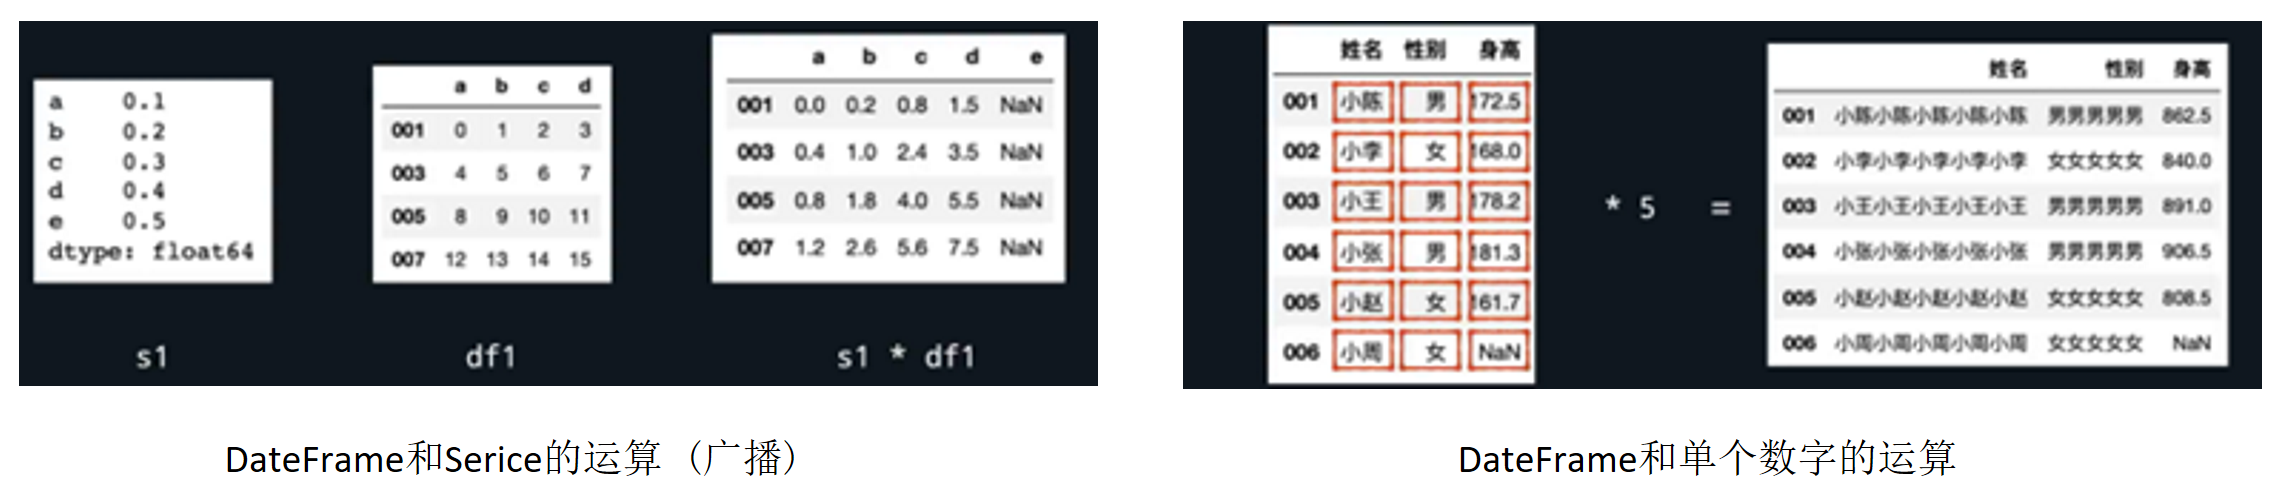 a 0.1
b 0.2
c 0.3
d 0.4
e 0.5
dtype: float64
s1
a b c d
001 0 1 2 3
003 4 5 6 7
005 8 9 10 11
007 12 13 14 15
df1
a b c d e
001 0.0 0.2 0.8 1.5 NaN
003 0.4 1.0 2.4 3.5 NaN
005 0.8 1.8 4.0 5.5 NaN
007 1.2 2.6 5.6 7.5 NaN
s1 * df1
DateFrame和Serice的运算（广播）
姓名 性别 身高
001 小陈 男 172.5
002 小李 女 168.0
003 小王 男 178.2
004 小张 男 181.3
005 小赵 女 161.7
006 小周 女 NaN
* 5 =
姓名 性别 身高
001 小陈小陈小陈小陈小陈 男男男男男 862.5
002 小李小李小李小李小李 女女女女女 840.0
003 小王小王小王小王小王 男男男男男 891.0
004 小张小张小张小张小张 男男男男男 906.5
005 小赵小赵小赵小赵小赵 女女女女女 808.5
006 小周小周小周小周小周 女女女女女 NaN
DateFrame和单个数字的运算